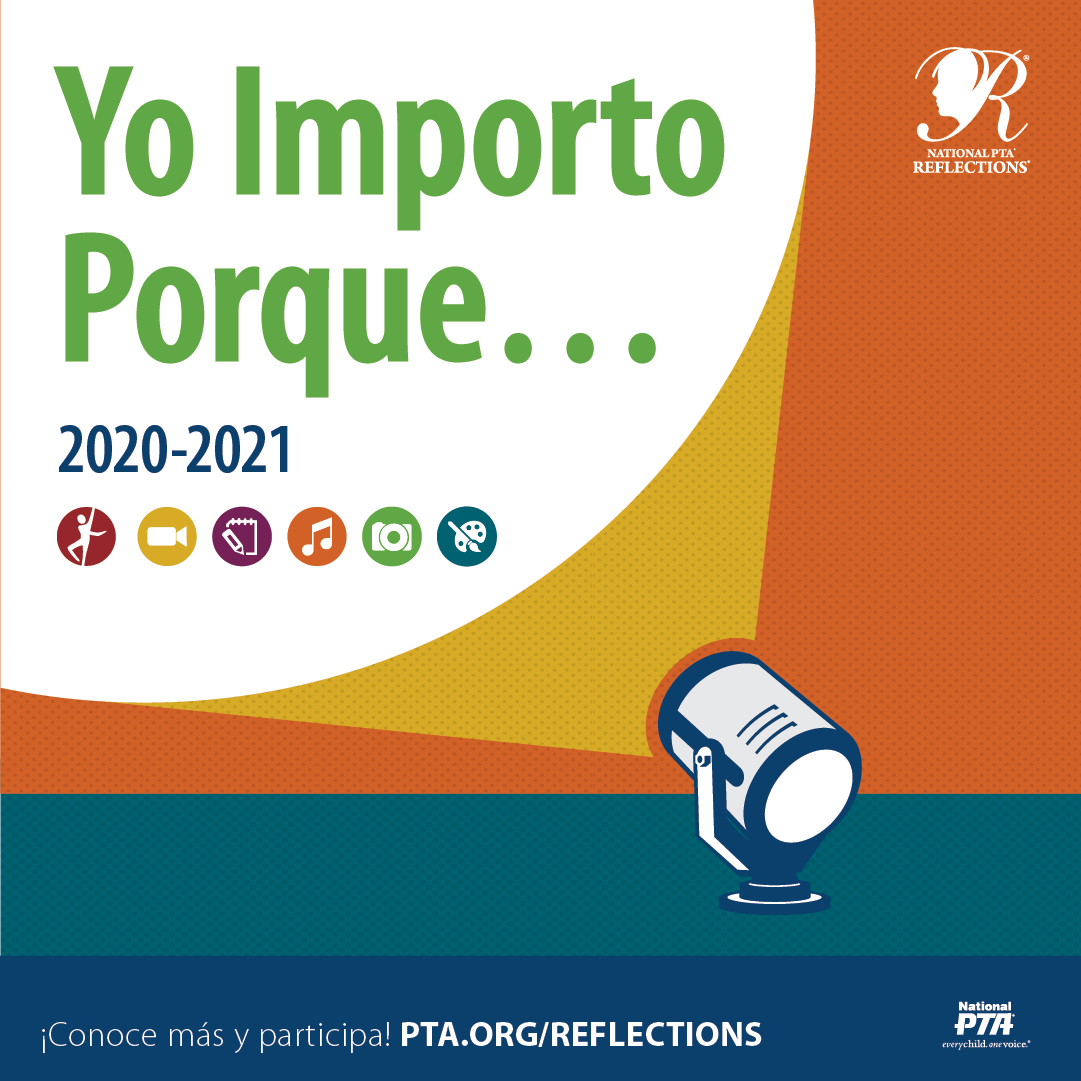 Yo Importo
Porque...
2020-2021
R®
NATIONAL PTA®
REFLECTIONS®
¡Conoce más y participa! PTA.ORG/REFLECTIONS
National
PTA®
everychild.onevoice.®